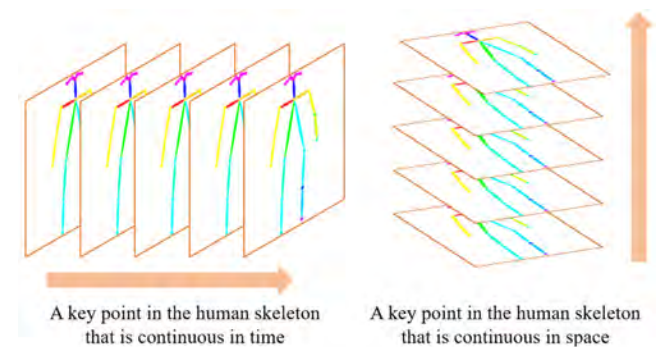 A key point in the human skeleton
that is continuous in time
A key point in the human skeleton
that is continuous in space